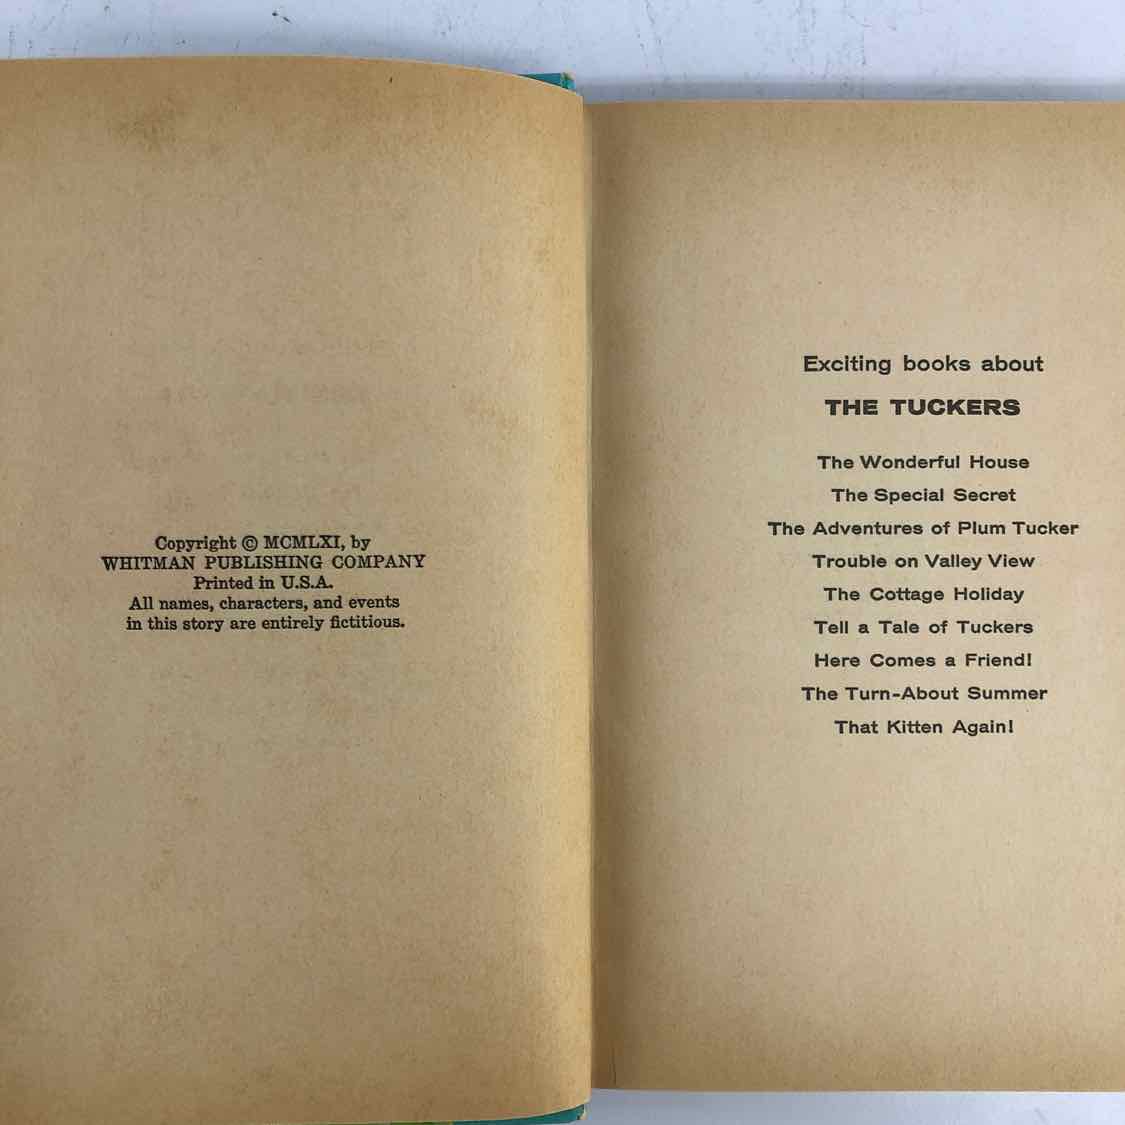 Copyright © MCMLXI, by
WHITMAN PUBLISHING COMPANY
Printed in U.S.A.
All names, characters, and events
in this story are entirely fictitious.
Exciting books about
THE TUCKERS
The Wonderful House
The Special Secret
The Adventures of Plum Tucker
Trouble on Valley View
The Cottage Holiday
Tell a Tale of Tuckers
Here Comes a Friend!
The Turn-About Summer
That Kitten Again!